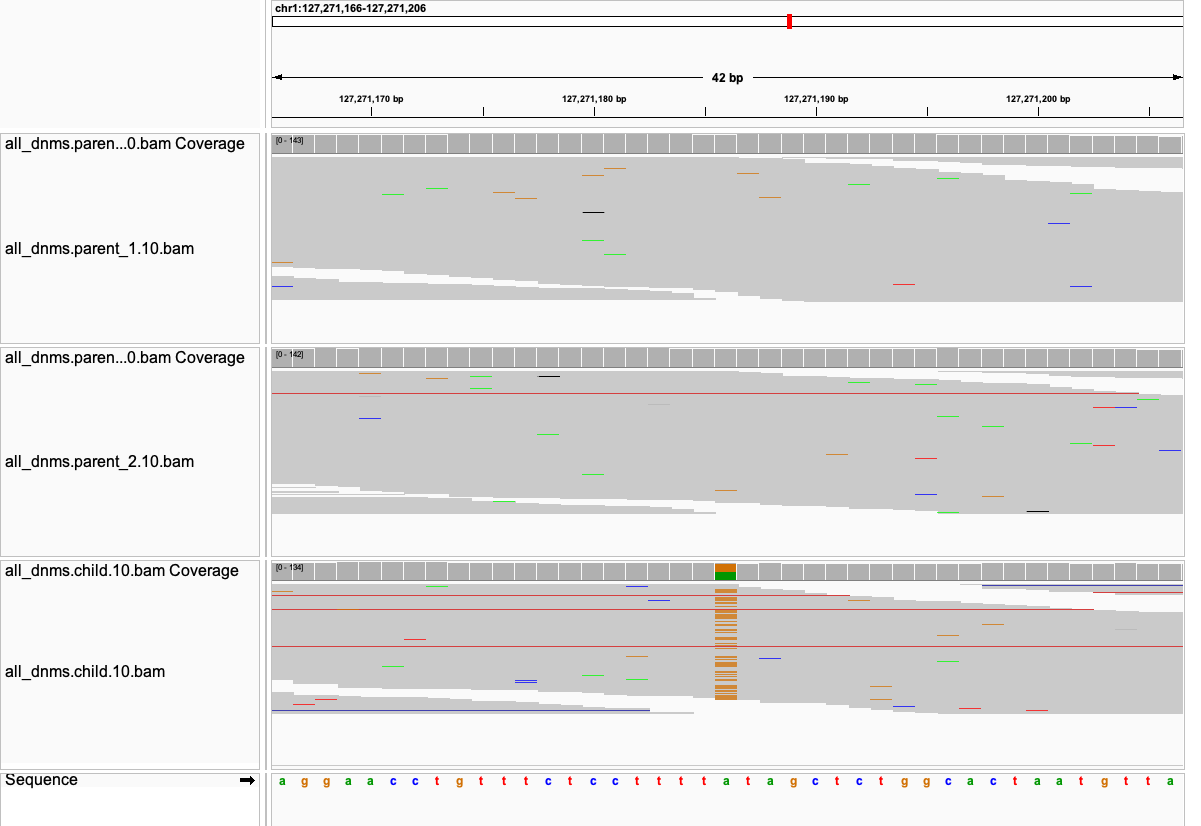 chr1:127,271,166-127,271,206
42 bp
127,271,170 bp 127,271,180 bp 127,271,190 bp 127,271,200 bp
all_dnms.paren...0.bam Coverage [0 - 143]
all_dnms.parent_1.10.bam
all_dnms.paren...0.bam Coverage [0 - 142]
all_dnms.parent_2.10.bam
all_dnms.child.10.bam Coverage [0 - 134]
all_dnms.child.10.bam
Sequence a g g a a c c t g t t t c t c c t t t t a t a g c t c t g g c a c t a a t g t t a